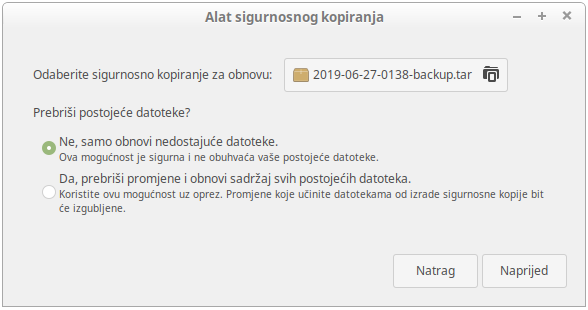 Alat sigurnosnog kopiranja
Odaberite sigurnosno kopiranje za obnovu: 2019-06-27-0138-backup.tar
Prebriši postojeće datoteke?
Ne, samo obnovi nedostajuće datoteke.
Ova mogućnost je sigurna i ne obuhvaća vaše postojeće datoteke.
Da, prebriši promjene i obnovi sadržaj svih postojećih datoteka.
Koristite ovu mogućnost uz oprez. Promjene koje učinite datotekama od izrade sigurnosne kopije bit
će izgubljene.
Natrag Naprijed